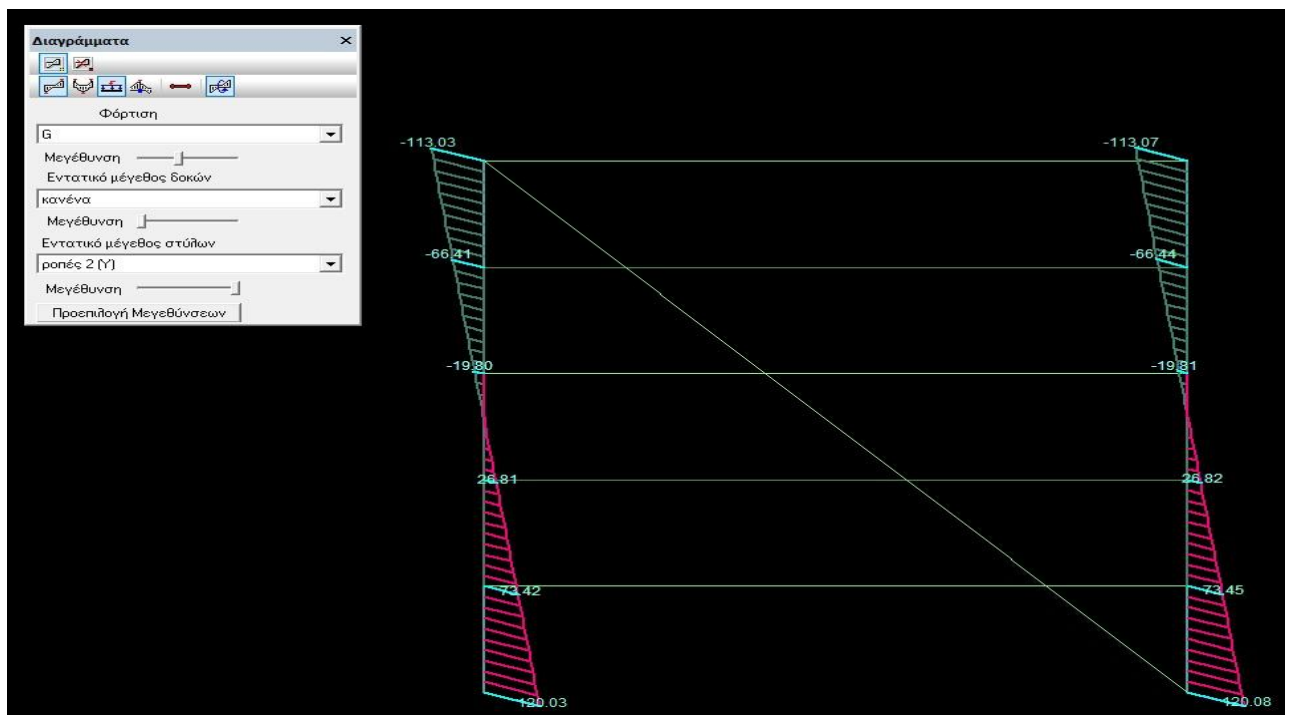 Διαγράμματα
Φόρτιση
G
Μεγέθυνση
Εντατικό μέγεθος δοκών
κανένα
Μεγέθυνση
Εντατικό μέγεθος στύλων
ροπές 2 (Y)
Μεγέθυνση
Προεπιλογή Μεγεθύνσεων
-113.03
-113.07
-66.41
-66.44
-19.80
-19.81
26.81
26.82
73.42
73.45
120.03
120.08